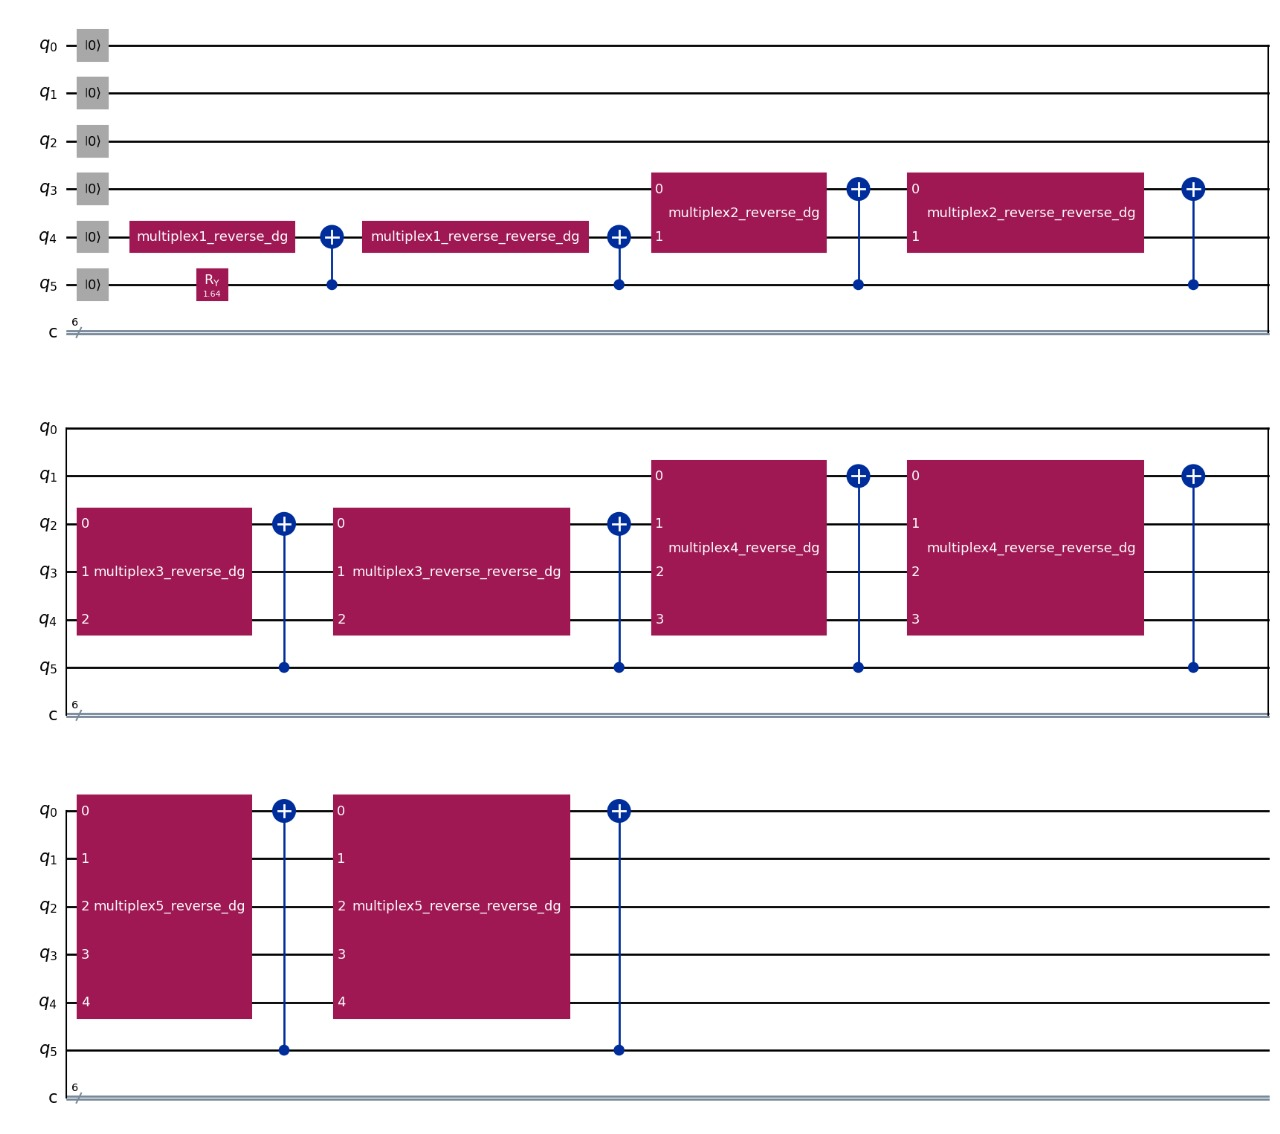 q0 |0⟩
q1 |0⟩
q2 |0⟩
q3 |0⟩ 0 multiplex2_reverse_dg 0 multiplex2_reverse_reverse_dg
q4 |0⟩ multiplex1_reverse_dg multiplex1_reverse_reverse_dg 1 1
q5 |0⟩ RY 1.64
c 6
q0
q1 0 0
q2 0 0 1 1
multiplex4_reverse_dg multiplex4_reverse_reverse_dg
q3 1 multiplex3_reverse_dg 1 multiplex3_reverse_reverse_dg 2 2
q4 2 2 3 3
q5
c 6
q0 0 0
q1 1 1
q2 2 multiplex5_reverse_dg 2 multiplex5_reverse_reverse_dg
q3 3 3
q4 4 4
q5
c 6